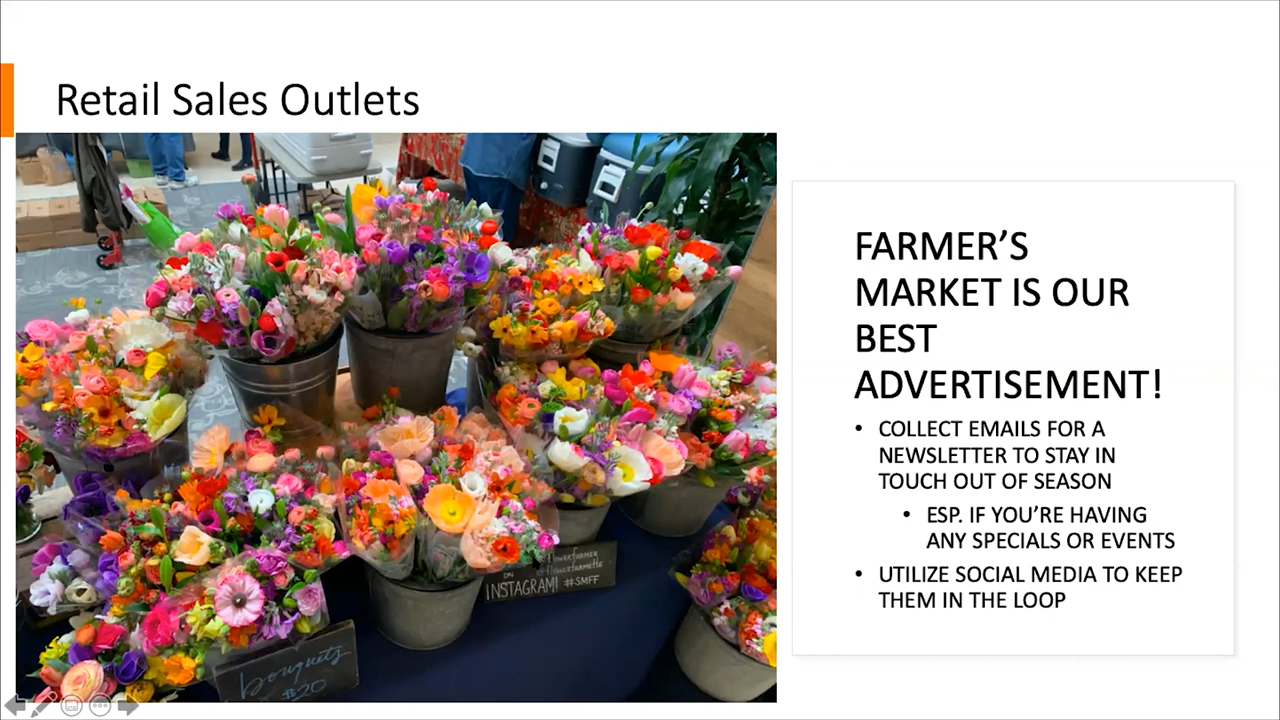 Retail Sales Outlets
FARMER’S
MARKET IS OUR
BEST
ADVERTISEMENT!
• COLLECT EMAILS FOR A
NEWSLETTER TO STAY IN
TOUCH OUT OF SEASON
• ESP. IF YOU’RE HAVING
ANY SPECIALS OR EVENTS
• UTILIZE SOCIAL MEDIA TO KEEP
THEM IN THE LOOP
ON
INSTAGRAM! #SMFF
bouquets
$20